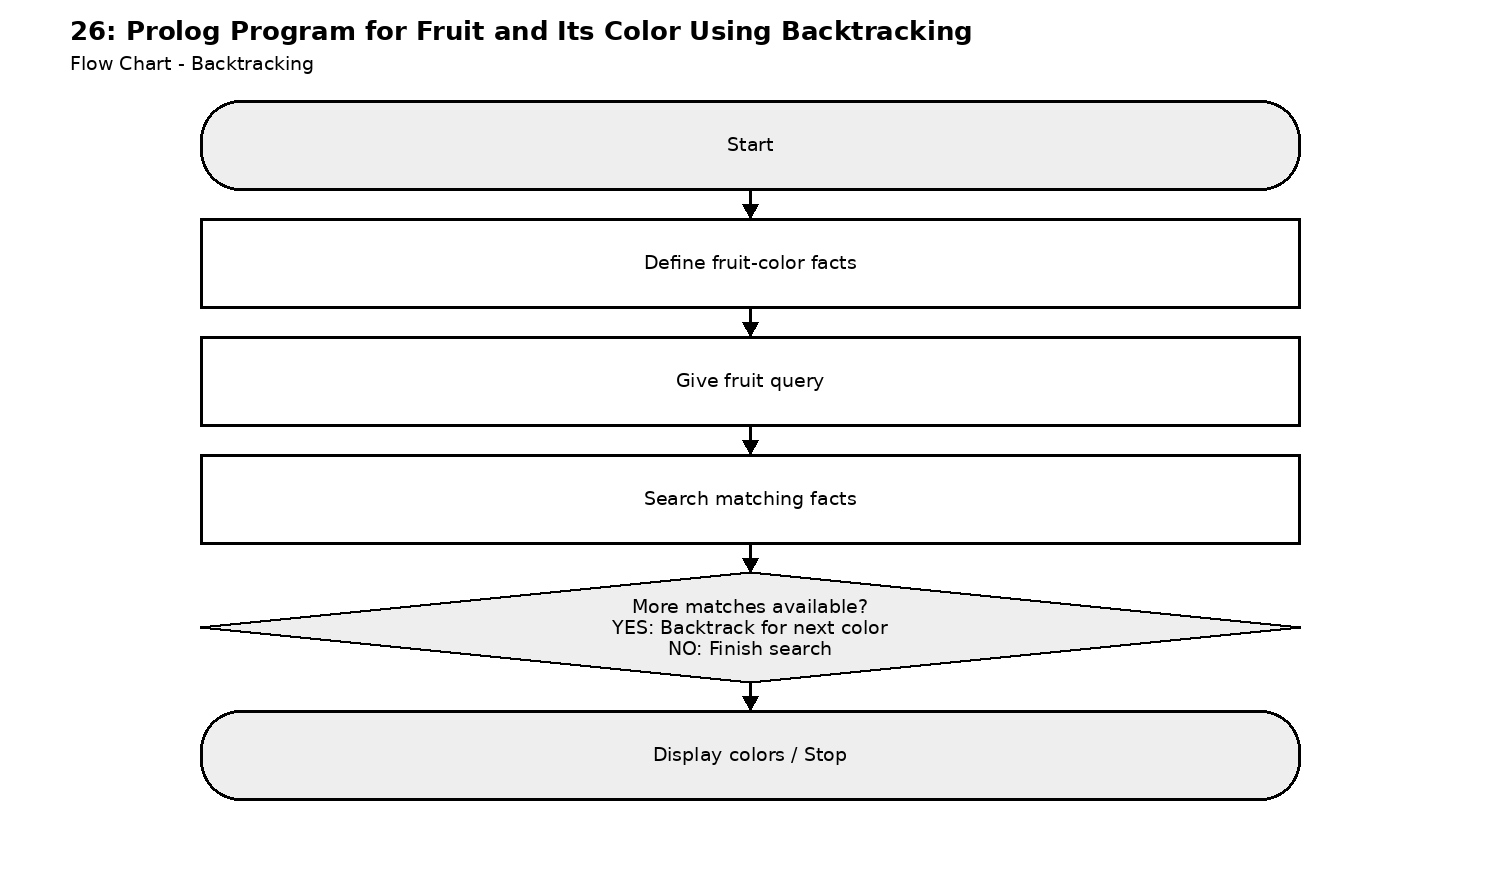 26: Prolog Program for Fruit and Its Color Using Backtracking
Flow Chart - Backtracking
Start
Define fruit-color facts
Give fruit query
Search matching facts
More matches available?
YES: Backtrack for next color
NO: Finish search
Display colors / Stop